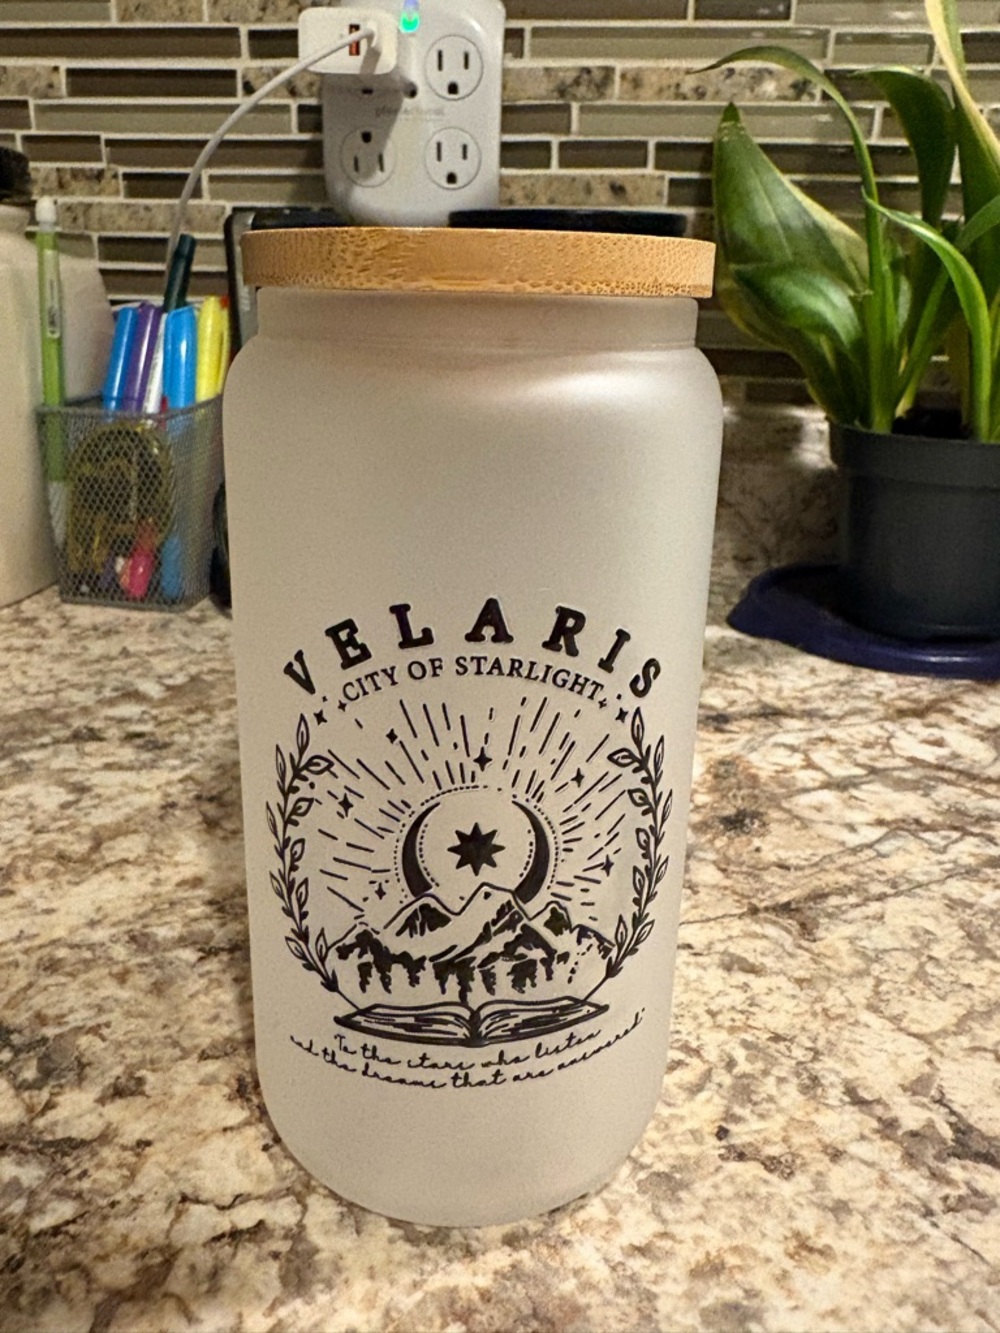 VELARIS
CITY OF STARLIGHT
To the stars who listen
and the dreams that are answered